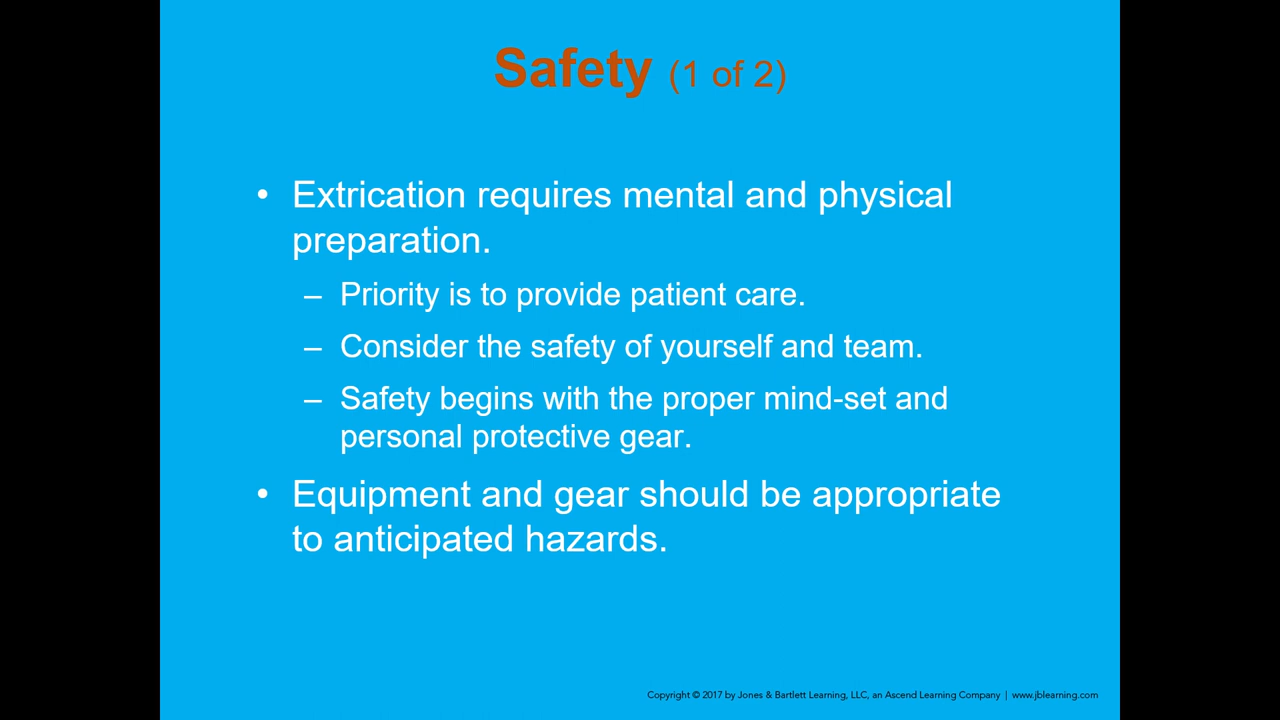 Safety (1 of 2)
• Extrication requires mental and physical
preparation.
– Priority is to provide patient care.
– Consider the safety of yourself and team.
– Safety begins with the proper mind-set and
personal protective gear.
• Equipment and gear should be appropriate
to anticipated hazards.
Copyright © 2017 by Jones & Bartlett Learning, LLC, an Ascend Learning Company | www.jblearning.com